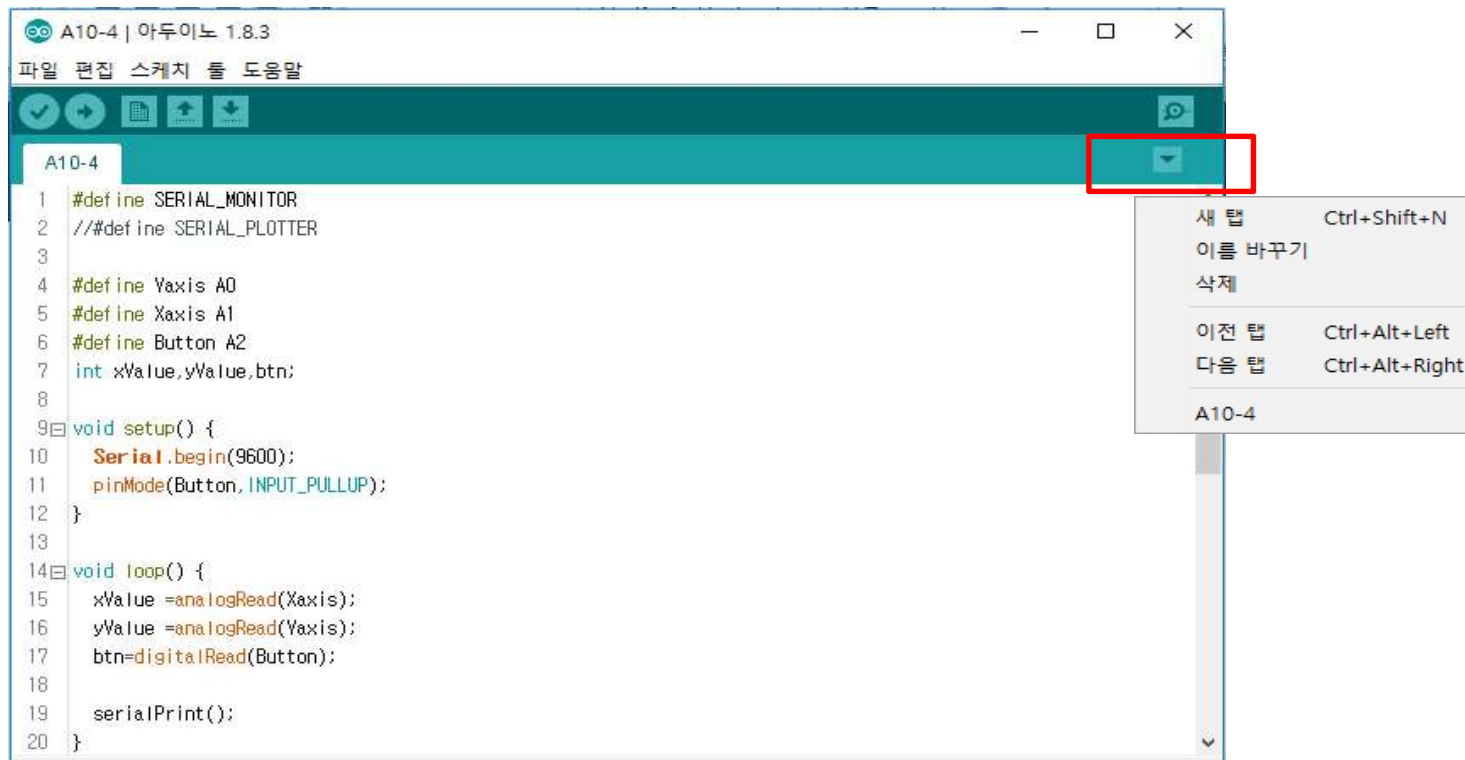 A10-4 | 아두이노 1.8.3
파일 편집 스케치 툴 도움말
A10-4
1 #define SERIAL_MONITOR
2 //#define SERIAL_PLOTTER
3
4 #define Yaxis A0
5 #define Xaxis A1
6 #define Button A2
7 int xValue,yValue,btn;
8
9 void setup() {
10 Serial.begin(9600);
11 pinMode(Button,INPUT_PULLUP);
12 }
13
14 void loop() {
15 xValue =analogRead(Xaxis);
16 yValue =analogRead(Yaxis);
17 btn=digitalRead(Button);
18
19 serialPrint();
20 }
새 탭 Ctrl+Shift+N
이름 바꾸기
삭제
이전 탭 Ctrl+Alt+Left
다음 탭 Ctrl+Alt+Right
A10-4